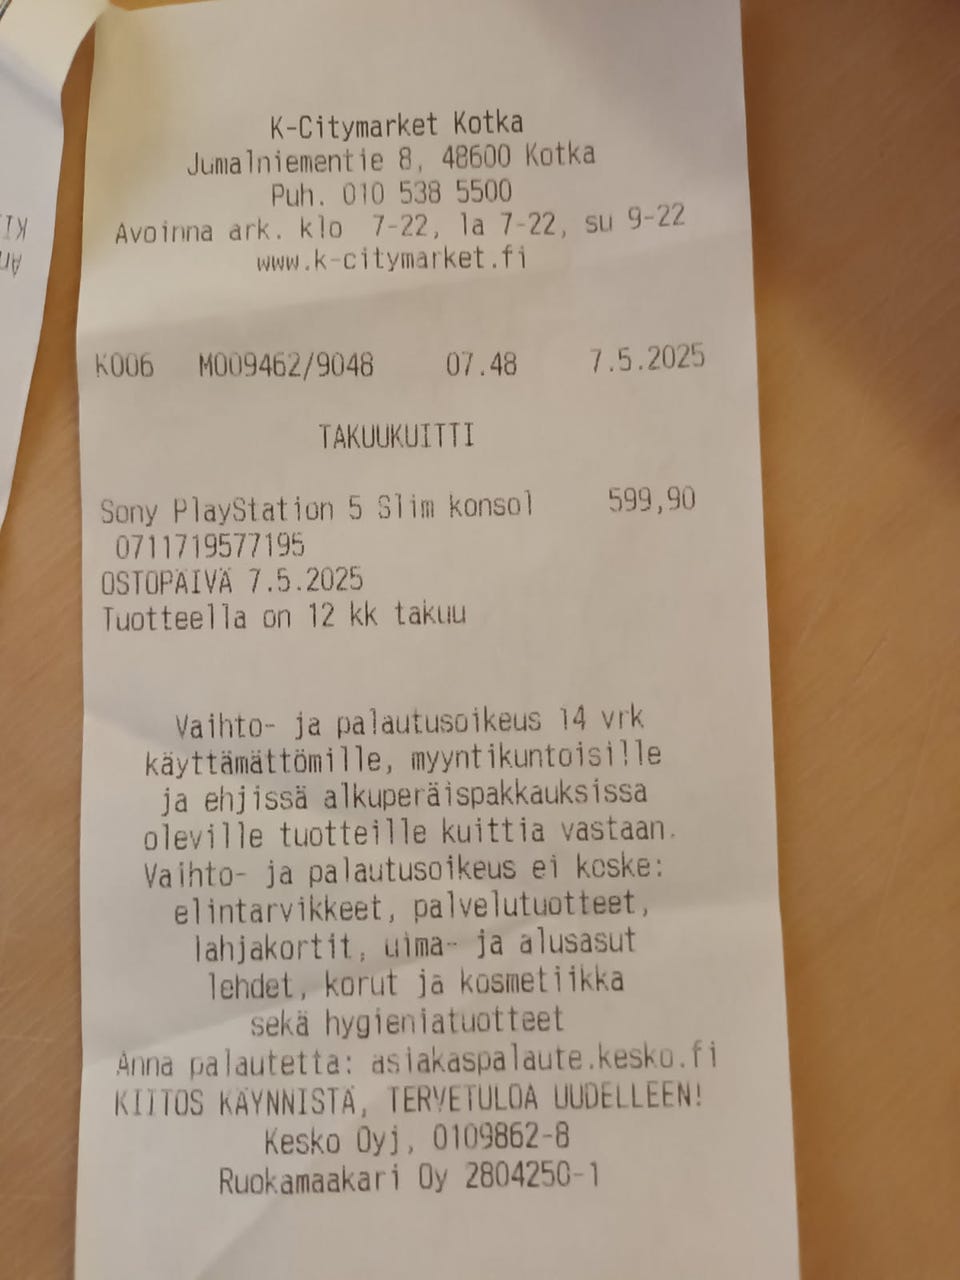 K-Citymarket Kotka
Jumalniementie 8, 48600 Kotka
Puh. 010 538 5500
Avoinna ark. klo 7-22, la 7-22, su 9-22
www.k-citymarket.fi
K006 M009462/9048 07.48 7.5.2025
TAKUUKUITTI
Sony PlayStation 5 Slim konsol 599,90
0711719577195
OSTOPÄIVÄ 7.5.2025
Tuotteella on 12 kk takuu
Vaihto- ja palautusoikeus 14 vrk
käyttämättömille, myyntikuntoisille
ja ehjissä alkuperäispakkauksissa
oleville tuotteille kuittia vastaan.
Vaihto- ja palautusoikeus ei koske:
elintarvikkeet, palvelutuotteet,
lahjakortit, uima- ja alusasut
lehdet, korut ja kosmetiikka
sekä hygieniatuotteet
Anna palautetta: asiakaspalaute.kesko.fi
KIITOS KÄYNNISTÄ, TERVETULOA UUDELLEEN!
Kesko Oyj, 0109862-8
Ruokamaakari Oy 2804250-1